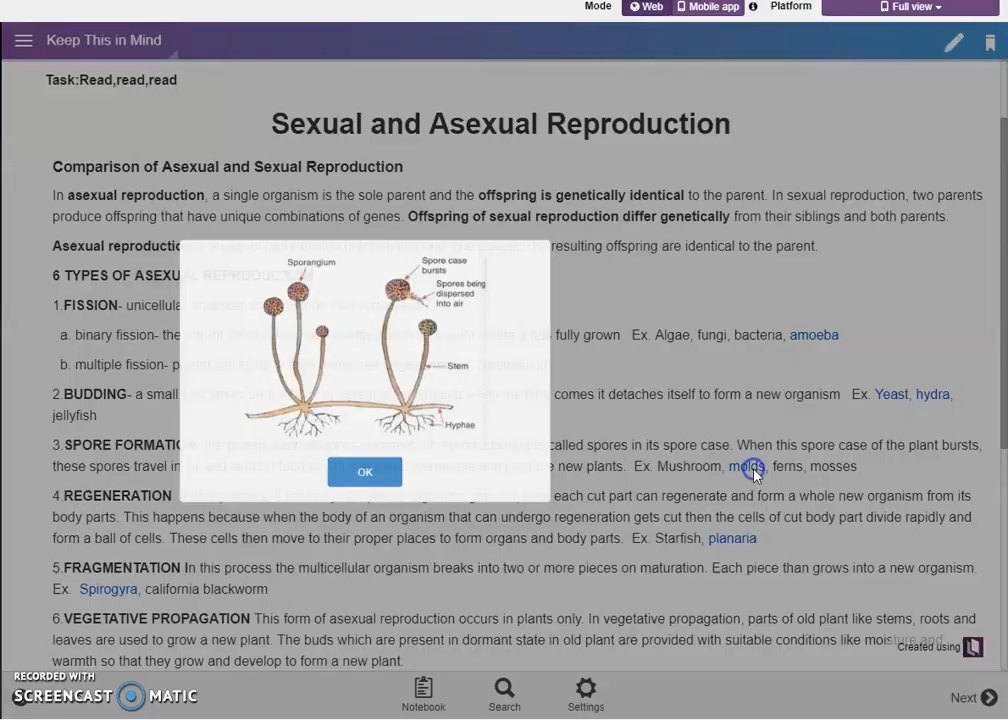 Mode Web Mobile app Platform Full view
Keep This in Mind
Task:Read,read,read
Sexual and Asexual Reproduction
Comparison of Asexual and Sexual Reproduction
In asexual reproduction, a single organism is the sole parent and the offspring is genetically identical to the parent. In sexual reproduction, two parents
produce offspring that have unique combinations of genes. Offspring of sexual reproduction differ genetically from their siblings and both parents.
Asexual reproduction resulting offspring are identical to the parent.
6 TYPES OF ASEXUAL REPRODUCTION
1.FISSION- unicellular
a. binary fission- the fully grown Ex. Algae, fungi, bacteria, amoeba
b. multiple fission-
2.BUDDING- a small comes it detaches itself to form a new organism Ex. Yeast, hydra,
jellyfish
3.SPORE FORMATION called spores in its spore case. When this spore case of the plant bursts,
these spores travel in new plants. Ex. Mushroom, molds, ferns, mosses
4.REGENERATION each cut part can regenerate and form a whole new organism from its
body parts. This happens because when the body of an organism that can undergo regeneration gets cut then the cells of cut body part divide rapidly and
form a ball of cells. These cells then move to their proper places to form organs and body parts. Ex. Starfish, planaria
5.FRAGMENTATION In this process the multicellular organism breaks into two or more pieces on maturation. Each piece than grows into a new organism.
Ex. Spirogyra, california blackworm
6.VEGETATIVE PROPAGATION This form of asexual reproduction occurs in plants only. In vegetative propagation, parts of old plant like stems, roots and
leaves are used to grow a new plant. The buds which are present in dormant state in old plant are provided with suitable conditions like moisture and
warmth so that they grow and develop to form a new plant.
Sporangium
Spore case
bursts
Spores being
dispersed
into air
Stem
Hyphae
OK
Created using
RECORDED WITH
SCREENCAST MATIC
Notebook
Search
Settings
Next